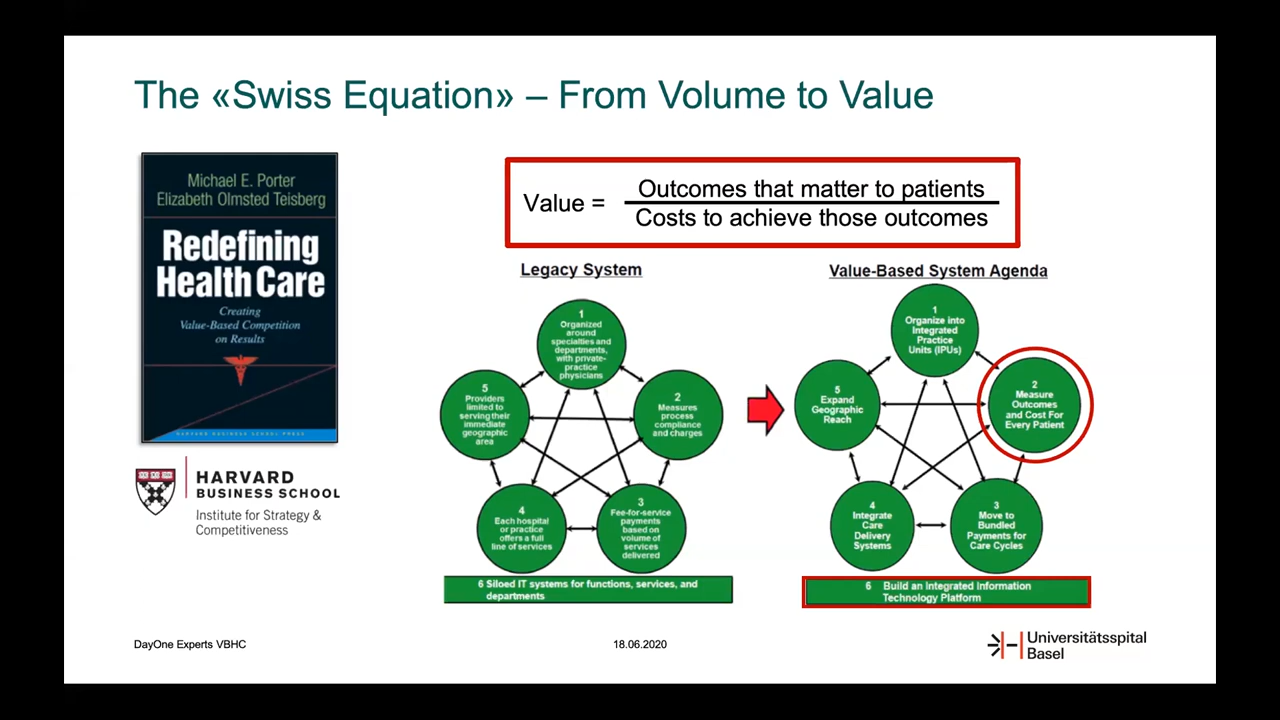 The «Swiss Equation» – From Volume to Value
Michael E. Porter
Elizabeth Olmsted Teisberg
Redefining
Health Care
Creating
Value-Based Competition
on Results
HARVARD BUSINESS SCHOOL PRESS
HARVARD
BUSINESS SCHOOL
Institute for Strategy &
Competitiveness
Value =
Outcomes that matter to patients
Costs to achieve those outcomes
Legacy System
1
Organized
around
specialties and
departments,
with private-
practice
physicians
2
Measures
process
compliance
and charges
3
Fee-for-service
payments
based on
volume of
services
delivered
4
Each hospital
or practice
offers a full
line of services
5
Providers
limited to
serving their
immediate
geographic
area
6 Siloed IT systems for functions, services, and
departments
Value-Based System Agenda
1
Organize into
Integrated
Practice
Units (IPUs)
2
Measure
Outcomes
and Cost For
Every Patient
3
Move to
Bundled
Payments for
Care Cycles
4
Integrate
Care
Delivery
Systems
5
Expand
Geographic
Reach
6 Build an Integrated Information
Technology Platform
DayOne Experts VBHC
18.06.2020
Universitätsspital
Basel